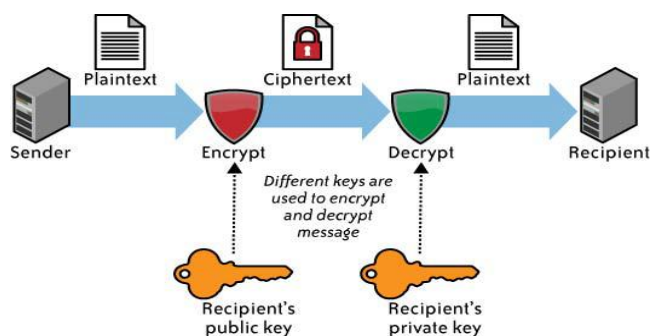 Plaintext
Ciphertext
Plaintext
Sender
Encrypt
Decrypt
Recipient
Different keys are
used to encrypt
and decrypt
message
Recipient's
public key
Recipient's
private key